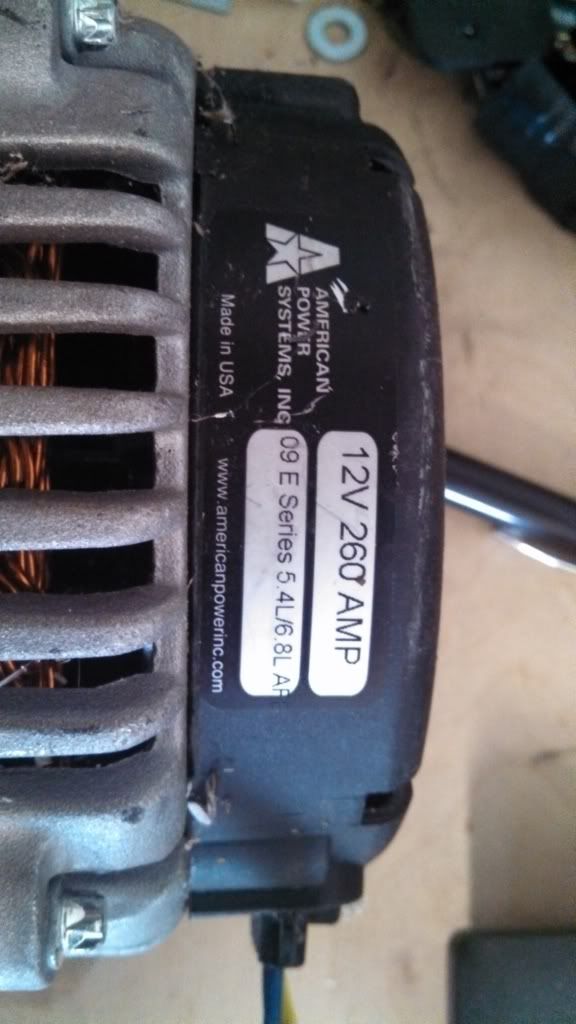 AMERICAN
POWER
SYSTEMS, INC
Made in USA
www.americanpowerinc.com
12V 260 AMP
09 E Series 5.4L/6.8L AP